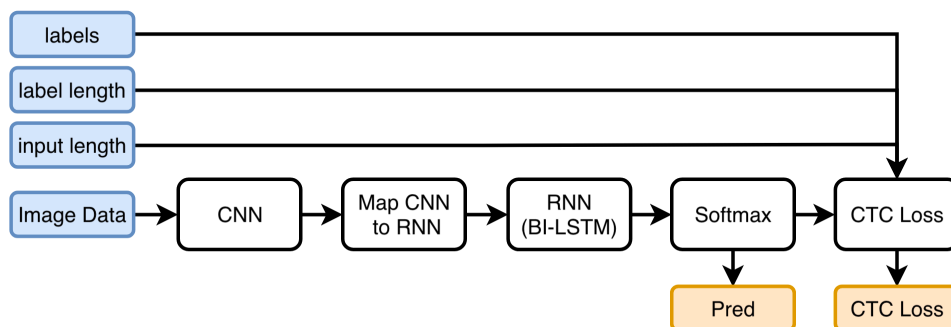 labels
label length
input length
Image Data
CNN
Map CNN
to RNN
RNN
(BI-LSTM)
Softmax
CTC Loss
Pred
CTC Loss